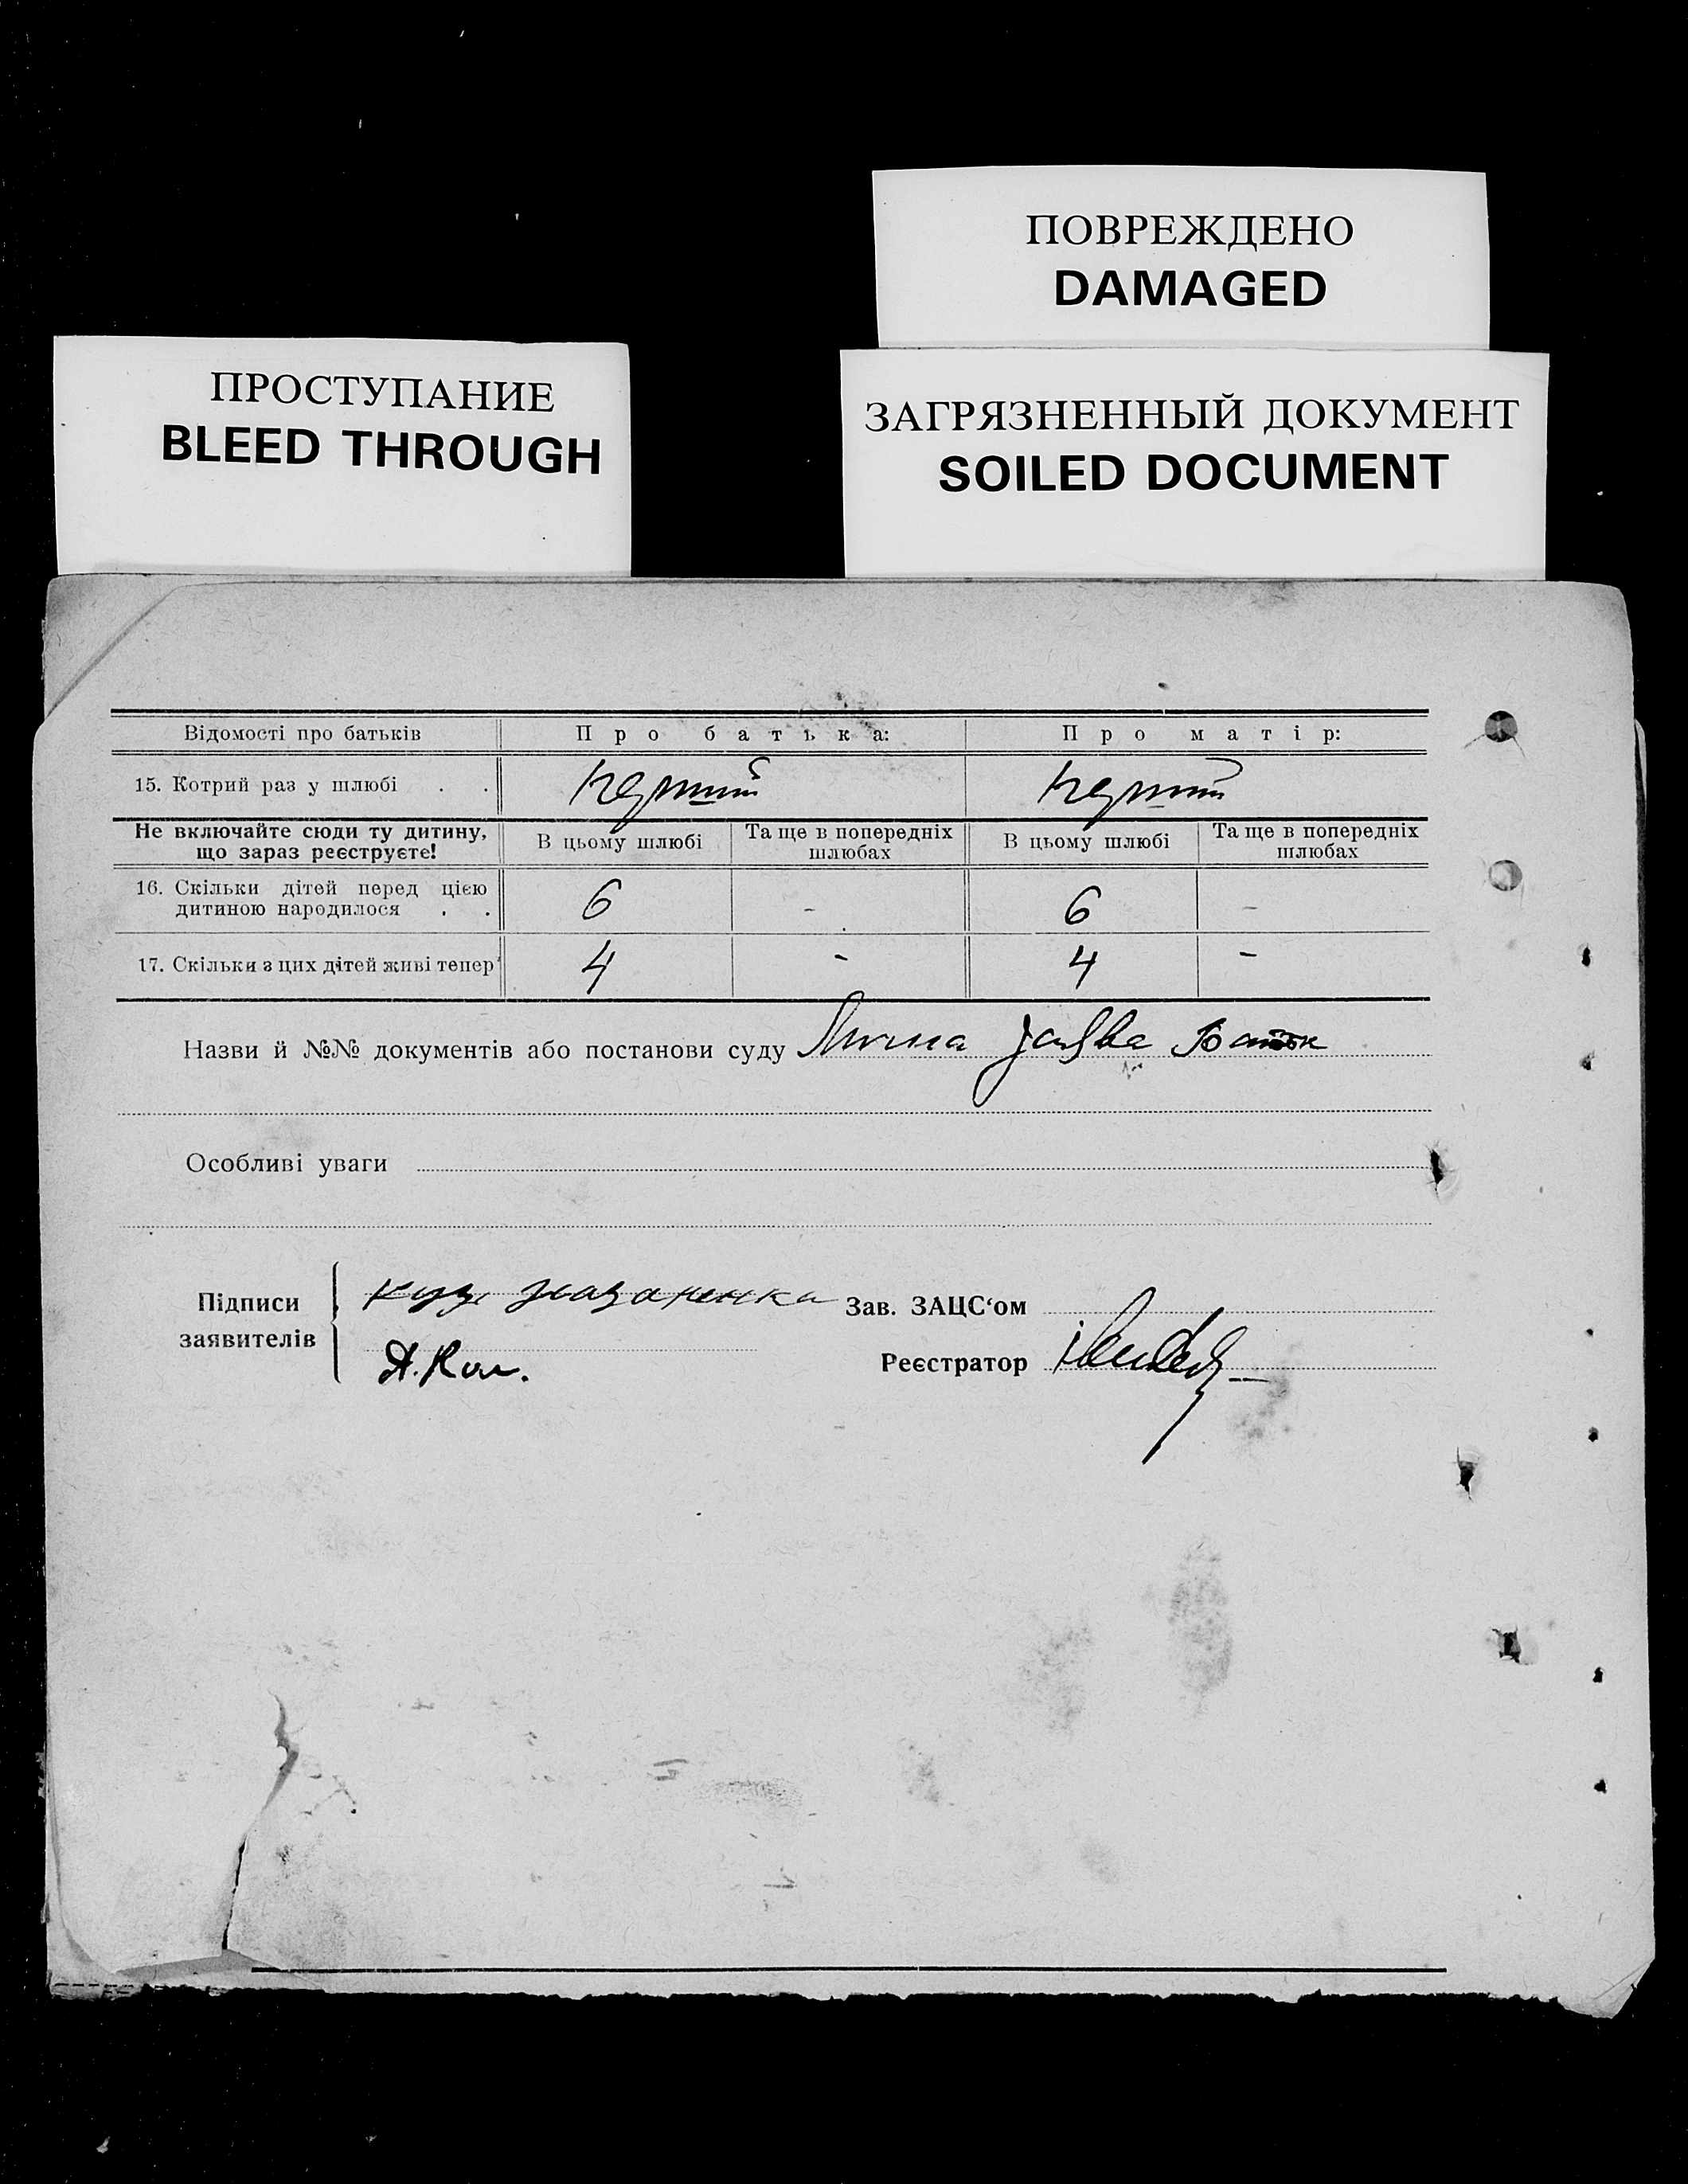 ПОВРЕЖДЕНО
DAMAGED
ПРОСТУПАНИЕ
BLEED THROUGH
ЗАГРЯЗНЕННЫЙ ДОКУМЕНТ
SOILED DOCUMENT
Відомості про батьків Про батька: Про матір:
15. Котрий раз у шлюбі . . перший перший
Не включайте сюди ту дитину, що зараз реєструєте! В цьому шлюбі Та ще в попередніх шлюбах В цьому шлюбі Та ще в попередніх шлюбах
16. Скільки дітей перед цією дитиною народилося . . 6 - 6 -
17. Скільки з цих дітей живі тепер 4 - 4 -
Назви й №№ документів або постанови суду заява
Особливі уваги
Підписи заявителів
Зав. ЗАЦС‘ом
Реєстратор